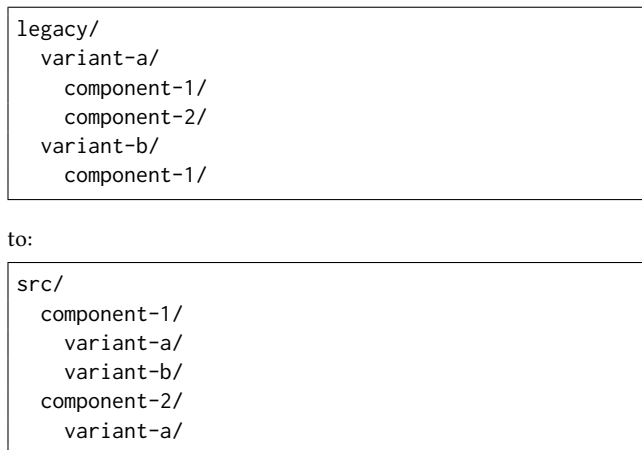 legacy/
  variant-a/
    component-1/
    component-2/
  variant-b/
    component-1/
to:
src/
  component-1/
    variant-a/
    variant-b/
  component-2/
    variant-a/